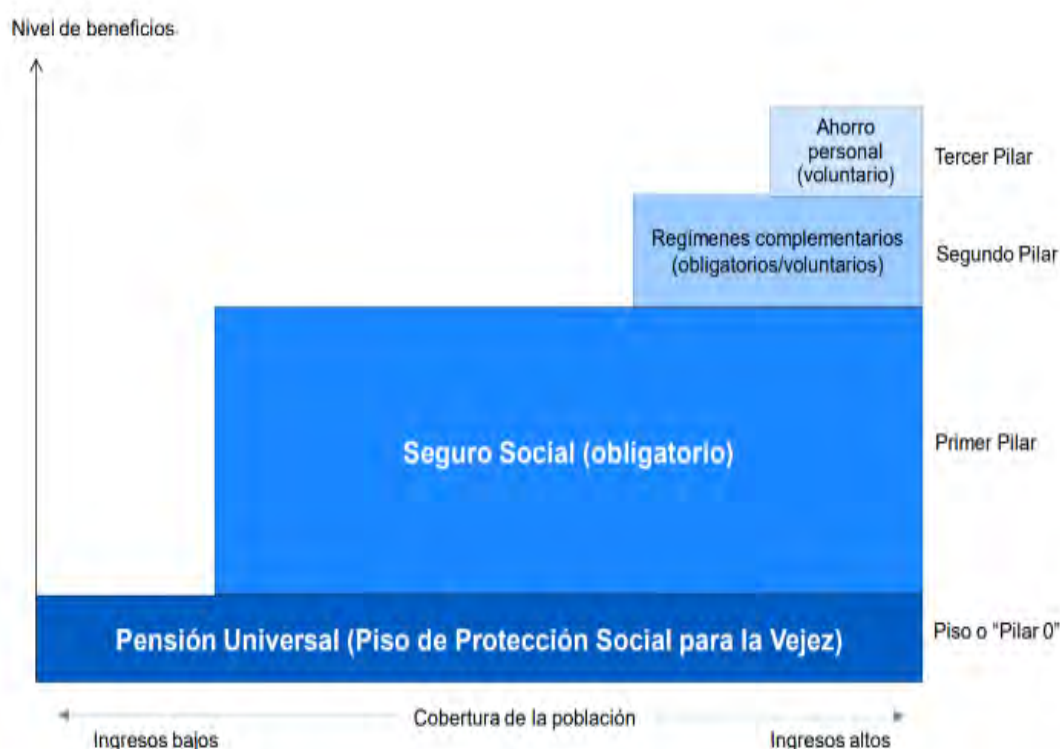 Nivel de beneficios
Ahorro
personal
(voluntario)
Tercer Pilar
Regímenes complementarios
(obligatorios/voluntarios)
Segundo Pilar
Seguro Social (obligatorio)
Primer Pilar
Pensión Universal (Piso de Protección Social para la Vejez)
Piso o "Pilar 0"
Cobertura de la población
Ingresos bajos
Ingresos altos